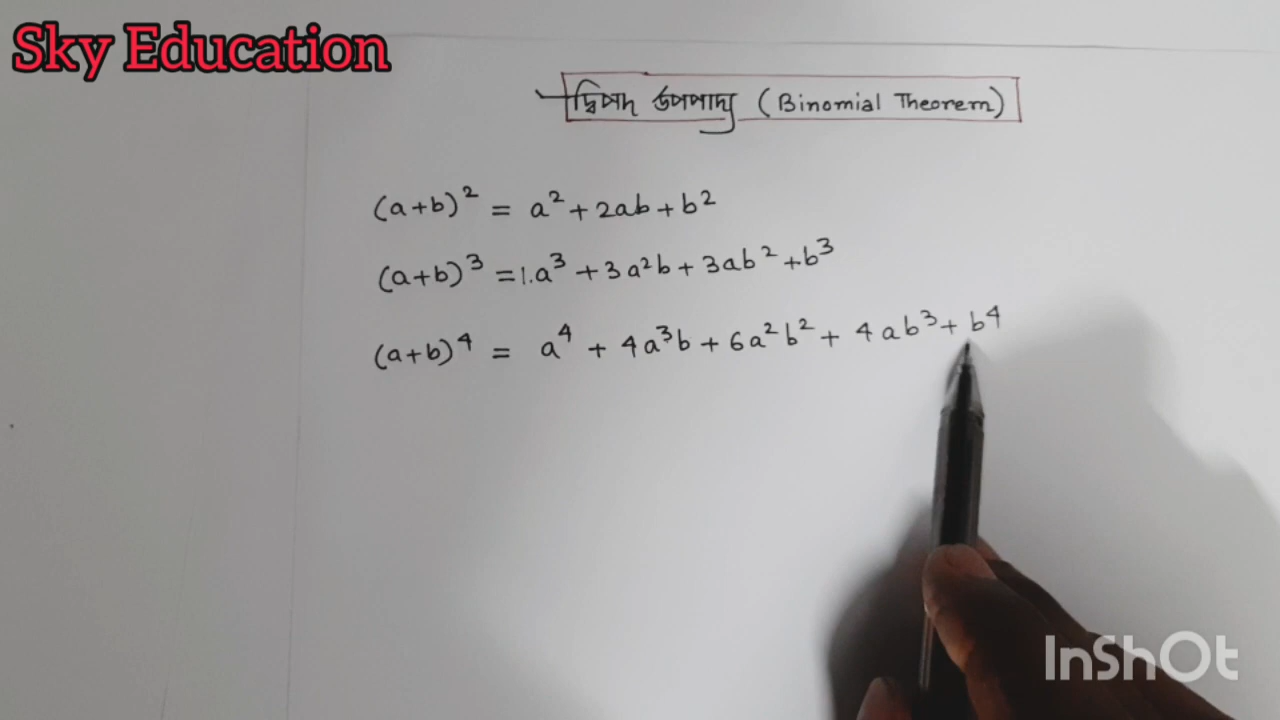 Sky Education
দ্বিপদ উপপাদ্য (Binomial Theorem)
(a+b)² = a² + 2ab + b²
(a+b)³ = 1.a³ + 3a²b + 3ab² + b³
(a+b)⁴ = a⁴ + 4a³b + 6a²b² + 4ab³ + b⁴
InShOt